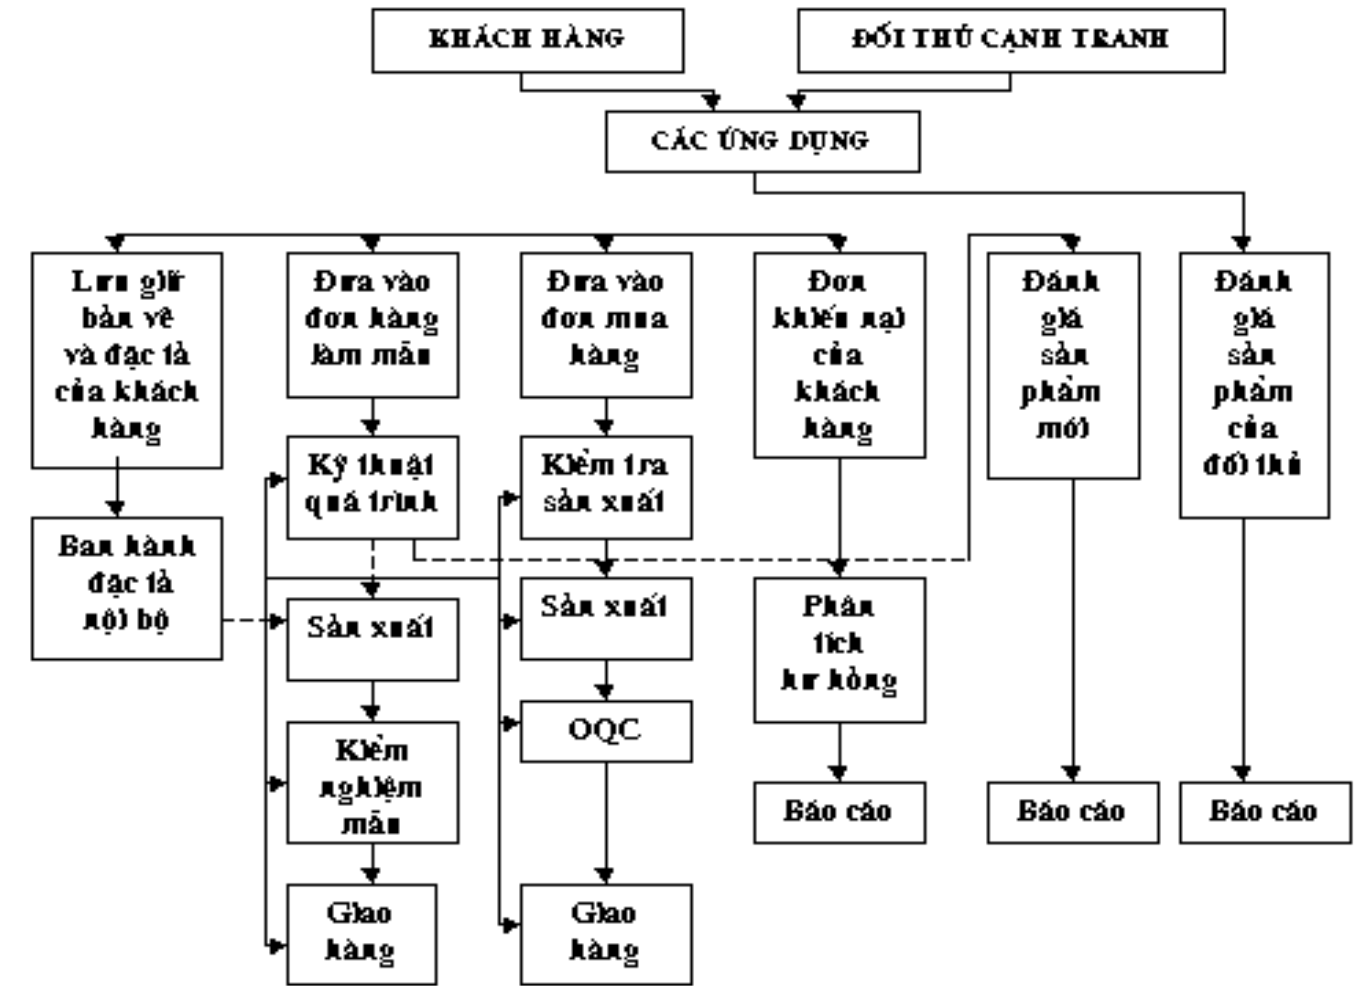 KHÁCH HÀNG
ĐỐI THỦ CẠNH TRANH
CÁC ỨNG DỤNG
Lưu giữ
bản vẽ
và đặc tả
của khách
hàng
Đưa vào
đơn hàng
làm mẫu
Đưa vào
đơn mua
hàng
Đơn
khiếu nại
của
khách
hàng
Đánh
giá
sản
phẩm
mới
Đánh
giá
sản
phẩm
của
đối thủ
Kỹ thuật
quá trình
Kiểm tra
sản xuất
Ban hành
đặc tả
nội bộ
Sản xuất
Sản xuất
Phân
tích
hư hỏng
Kiểm
nghiệm
mẫu
OQC
Báo cáo
Báo cáo
Báo cáo
Giao
hàng
Giao
hàng